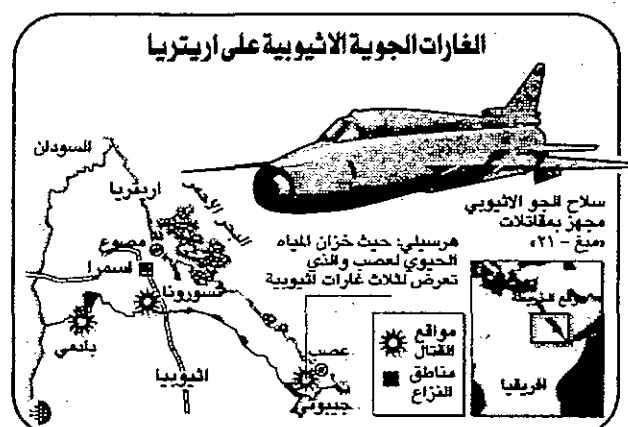 الغارات الجوية الاثيوبية على اريتريا
السودان
اريتريا
البحر الاحمر
مصوع
اسمرا
تسورونا
بادمي
اثيوبيا
عصب
جيبوتي
سلاح الجو الاثيوبي
مجهز بمقاتلات
«ميغ - ٢١»
هرسيلي: حيث خزان المياه
الحيوي لعصب والذي
تعرض لثلاث غارات اثيوبية
مواقع
القتال
مناطق
النزاع
افريقيا